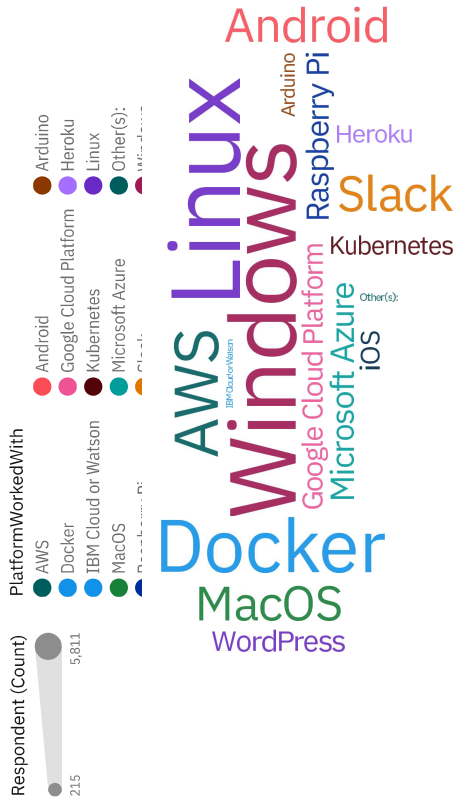 Respondent (Count)
215
5,811
PlatformWorkedWith
AWS
Android
Arduino
Docker
Google Cloud Platform
Heroku
IBM Cloud or Watson
Kubernetes
Linux
MacOS
Microsoft Azure
Other(s):
Android
Arduino
Raspberry Pi
Linux
Heroku
Windows
Slack
Kubernetes
Google Cloud Platform
Microsoft Azure
Other(s):
iOS
AWS
IBM Cloud or Watson
Docker
MacOS
WordPress